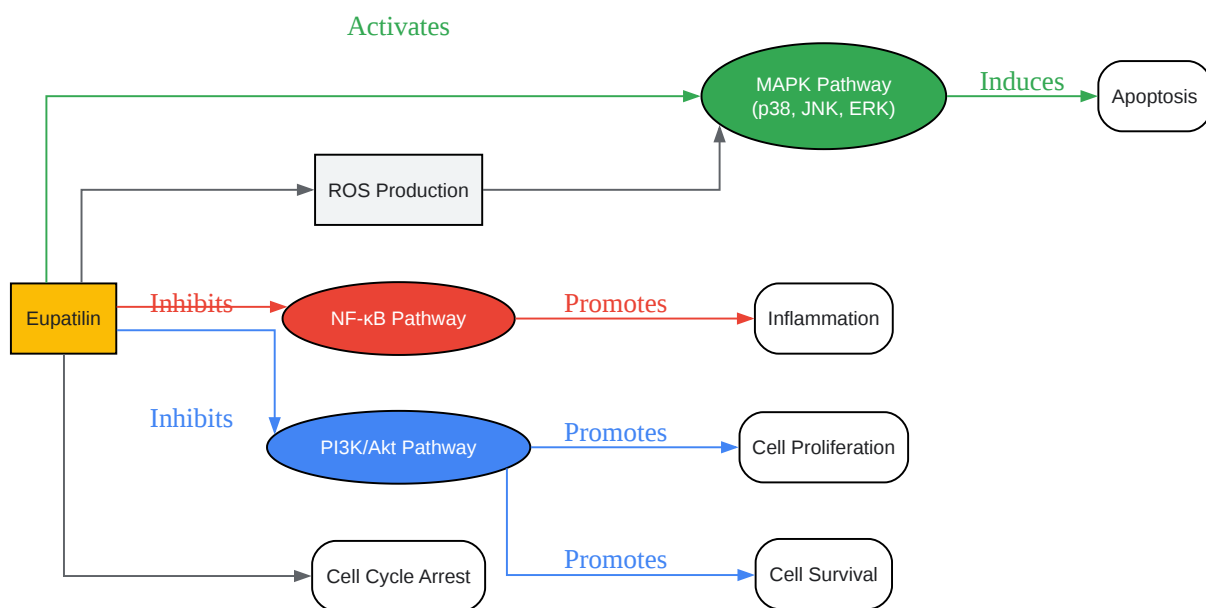 Activates
MAPK Pathway
(p38, JNK, ERK)
Induces
Apoptosis
ROS Production
Eupatilin
Inhibits
NF-κB Pathway
Promotes
Inflammation
Inhibits
PI3K/Akt Pathway
Promotes
Cell Proliferation
Cell Cycle Arrest
Promotes
Cell Survival